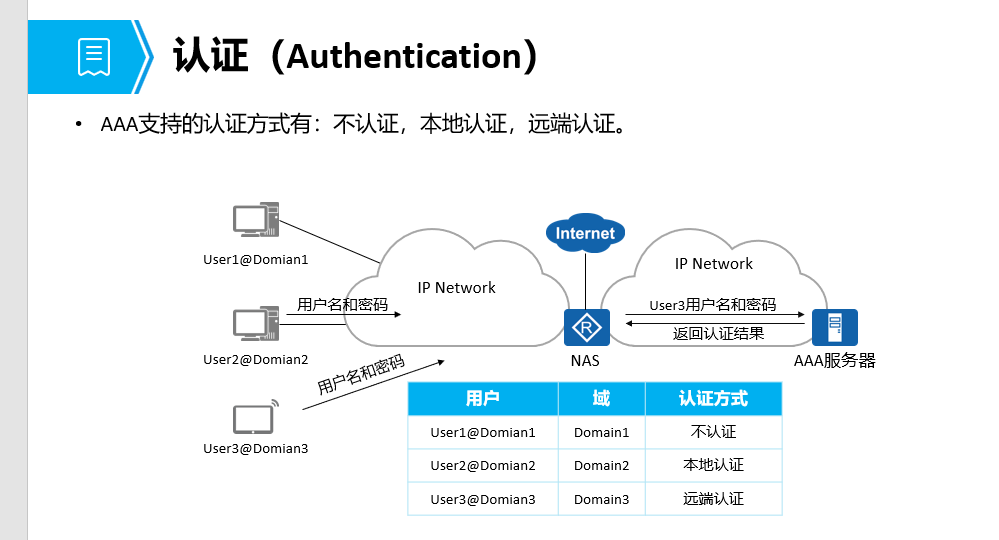 认证（Authentication）
• AAA支持的认证方式有：不认证，本地认证，远端认证。
User1@Domian1
用户名和密码
User2@Domian2
用户名和密码
User3@Domian3
IP Network
Internet
IP Network
R
NAS
User3用户名和密码
返回认证结果
AAA服务器
用户 域 认证方式
User1@Domian1 Domain1 不认证
User2@Domian2 Domain2 本地认证
User3@Domian3 Domain3 远端认证